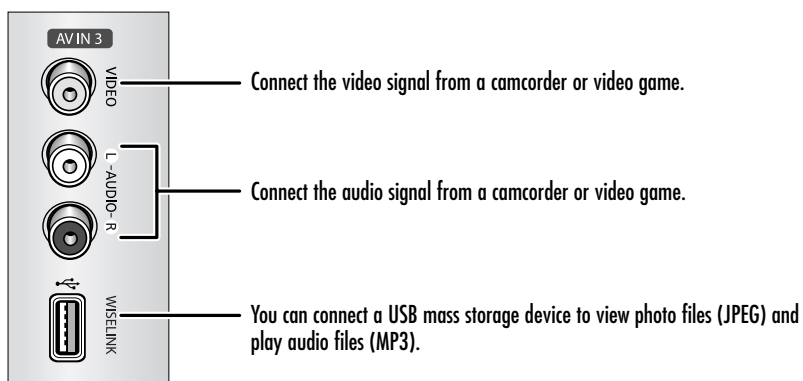 AV IN 3
VIDEO
Connect the video signal from a camcorder or video game.
L -AUDIO- R
Connect the audio signal from a camcorder or video game.
WISELINK
You can connect a USB mass storage device to view photo files (JPEG) and
play audio files (MP3).